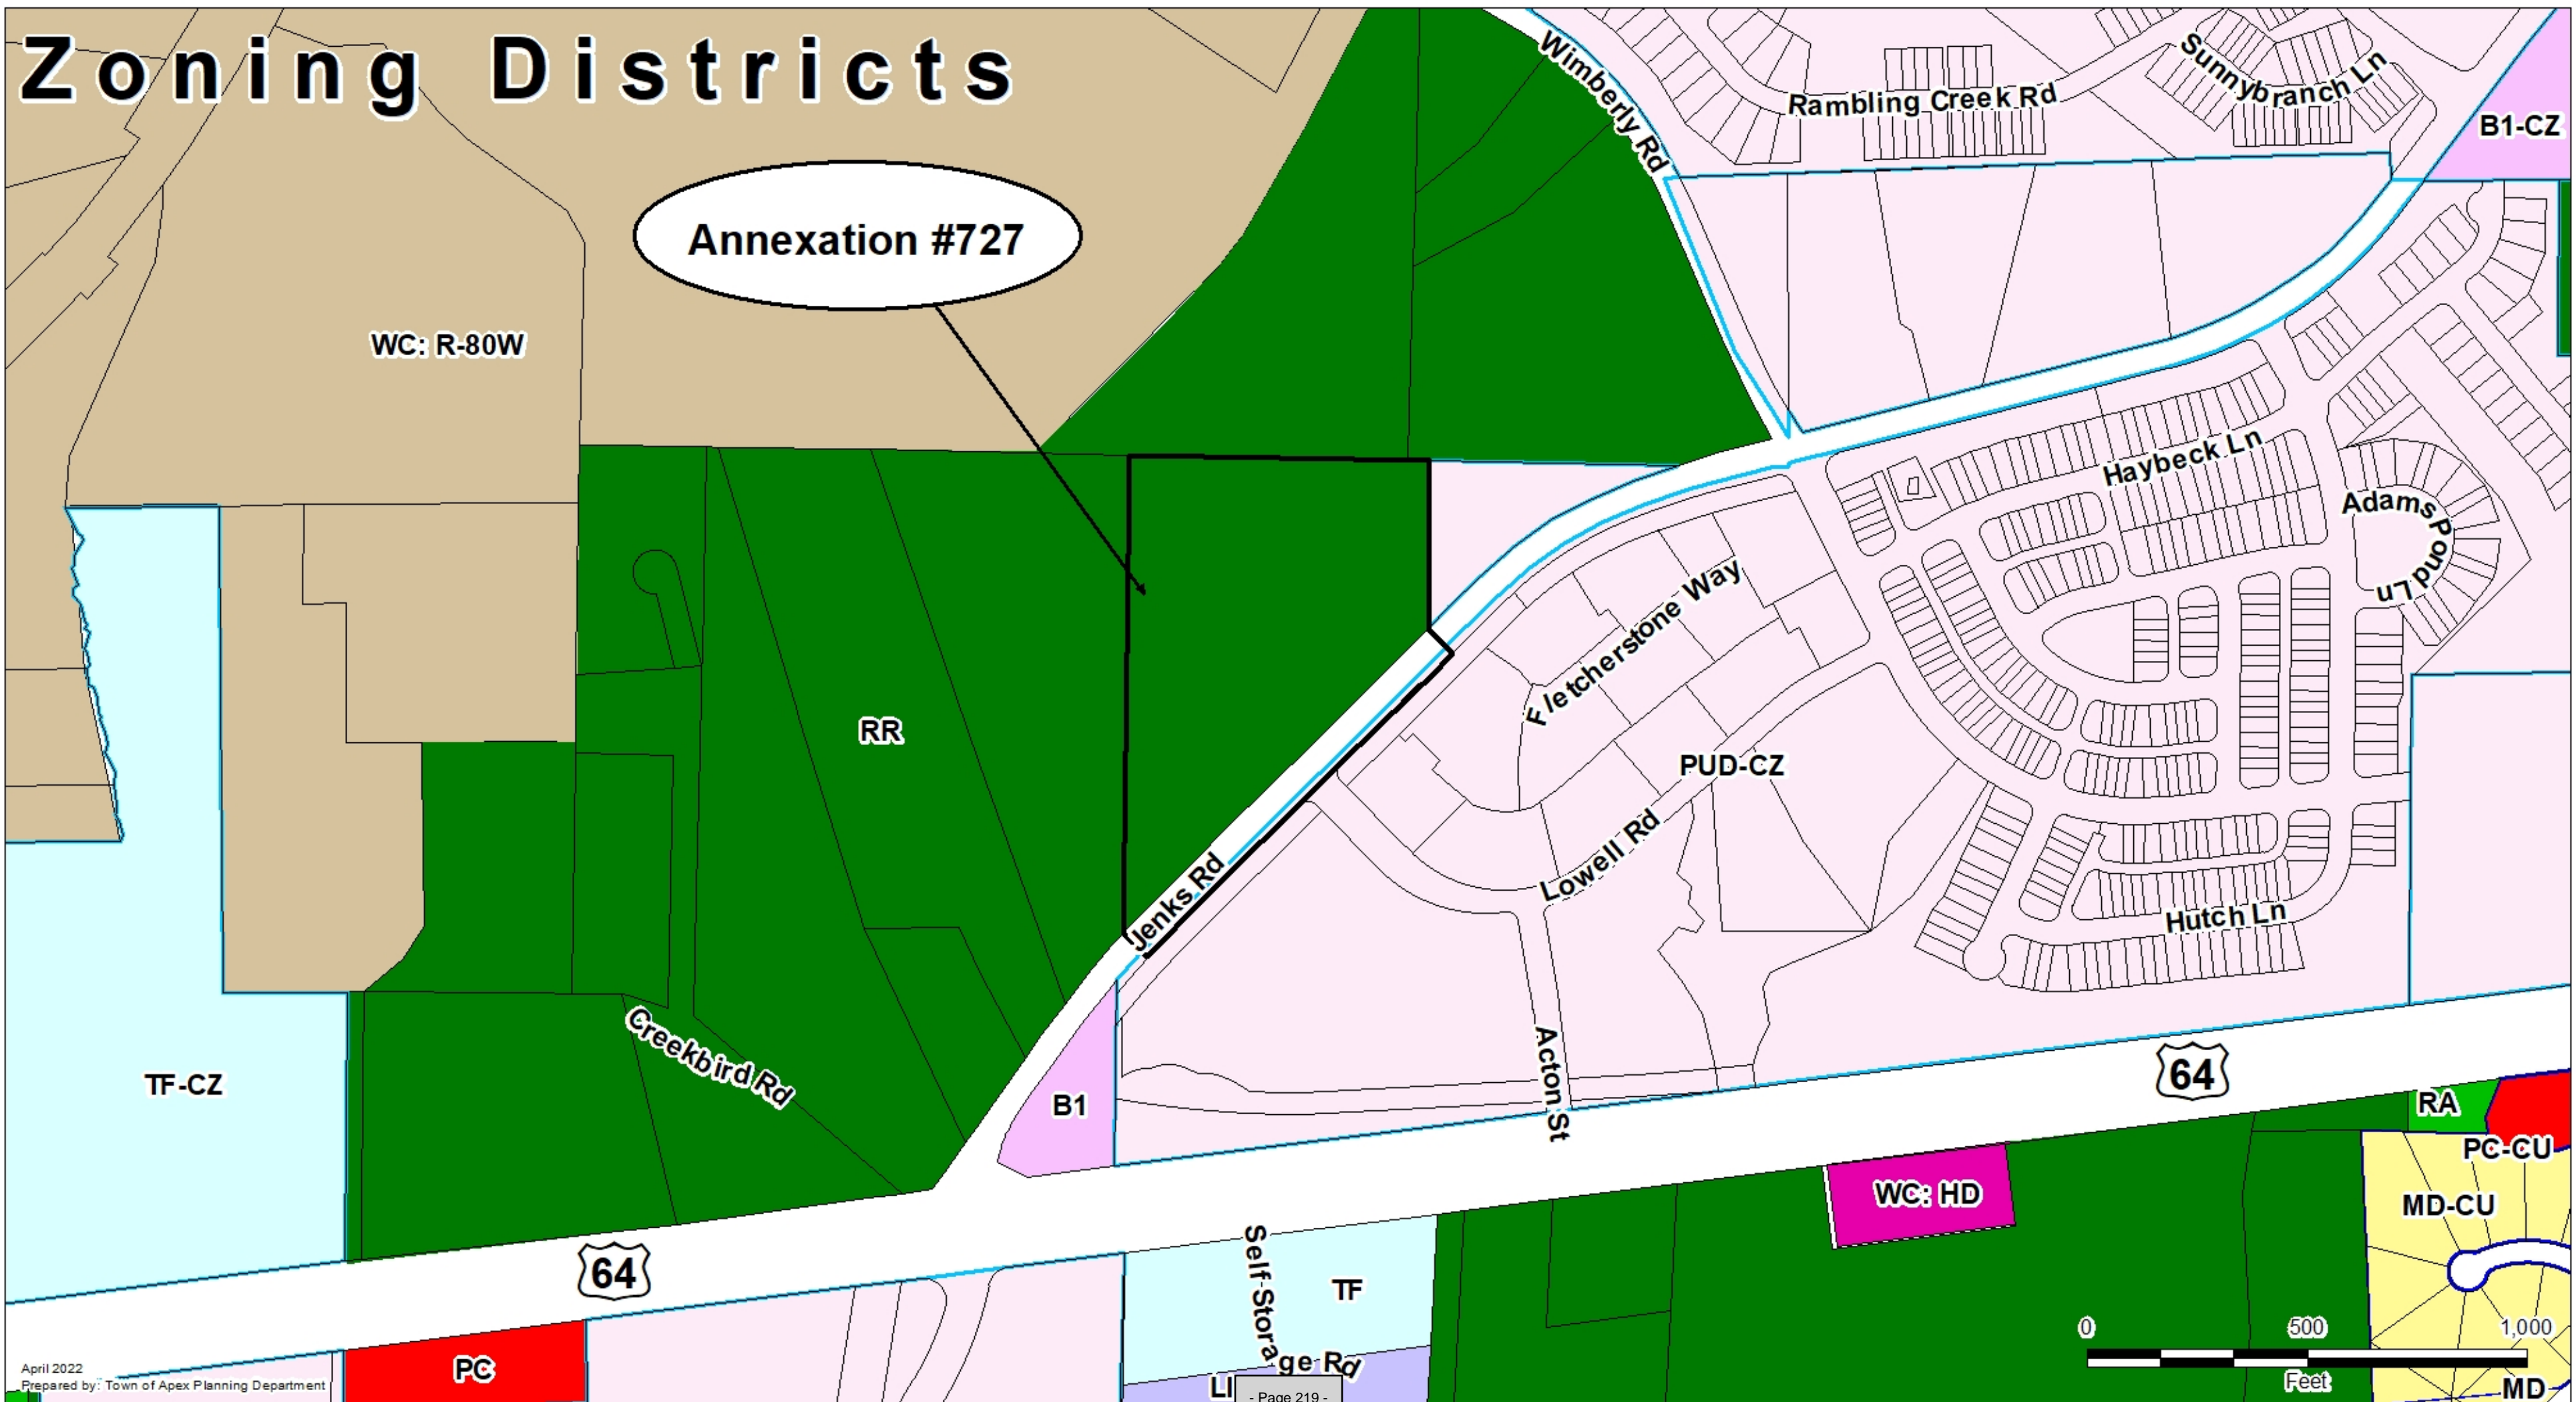 Zoning Districts
Wimberly Rd
Sunnybranch Ln
Rambling Creek Rd
B1-CZ
Annexation #727
WC: R-80W
Haybeck Ln
Adams Pond Ln
Fletcherstone Way
RR
PUD-CZ
Lowell Rd
Jenks Rd
Hutch Ln
Creekbird Rd
Acton St
TF-CZ
B1
64
RA
PC-CU
WC: HD
MD-CU
64
Self-Storage Rd
TF
0 500 1,000
Feet
April 2022
Prepared by: Town of Apex Planning Department
PC
LI
MD
- Page 219 -